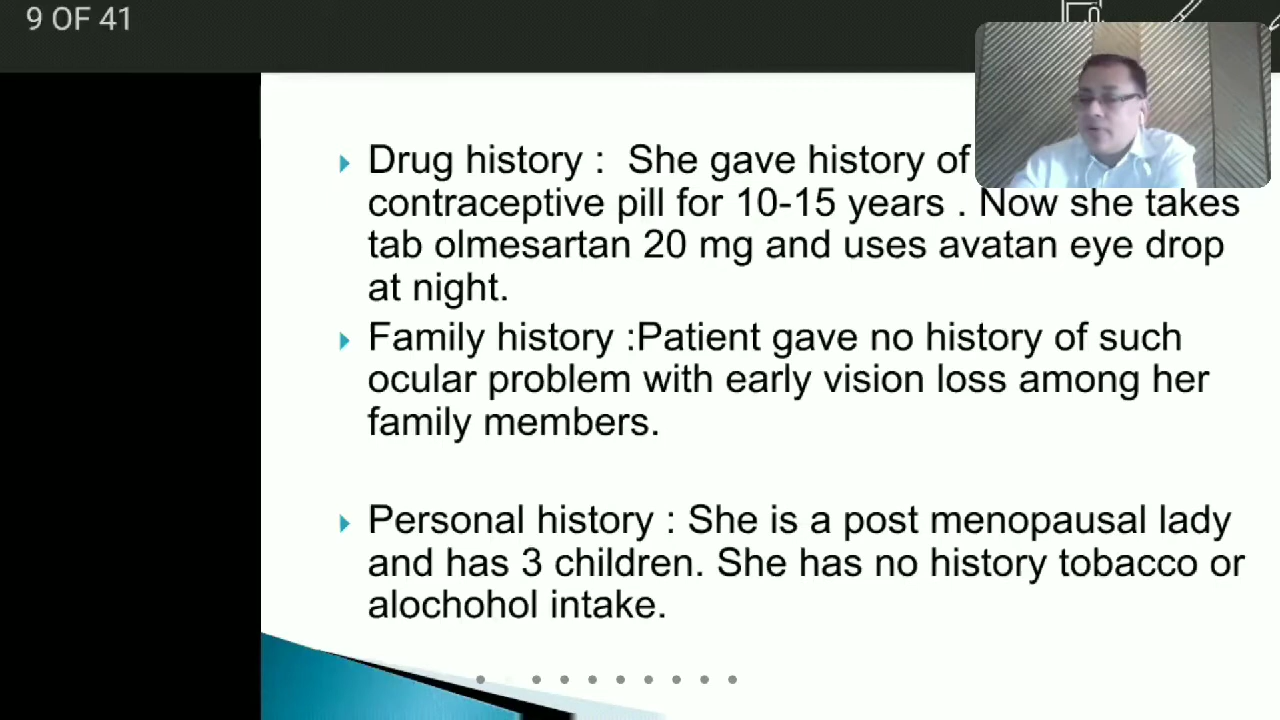 9 OF 41
Drug history : She gave history of
contraceptive pill for 10-15 years . Now she takes
tab olmesartan 20 mg and uses avatan eye drop
at night.
Family history :Patient gave no history of such
ocular problem with early vision loss among her
family members.
Personal history : She is a post menopausal lady
and has 3 children. She has no history tobacco or
alochohol intake.